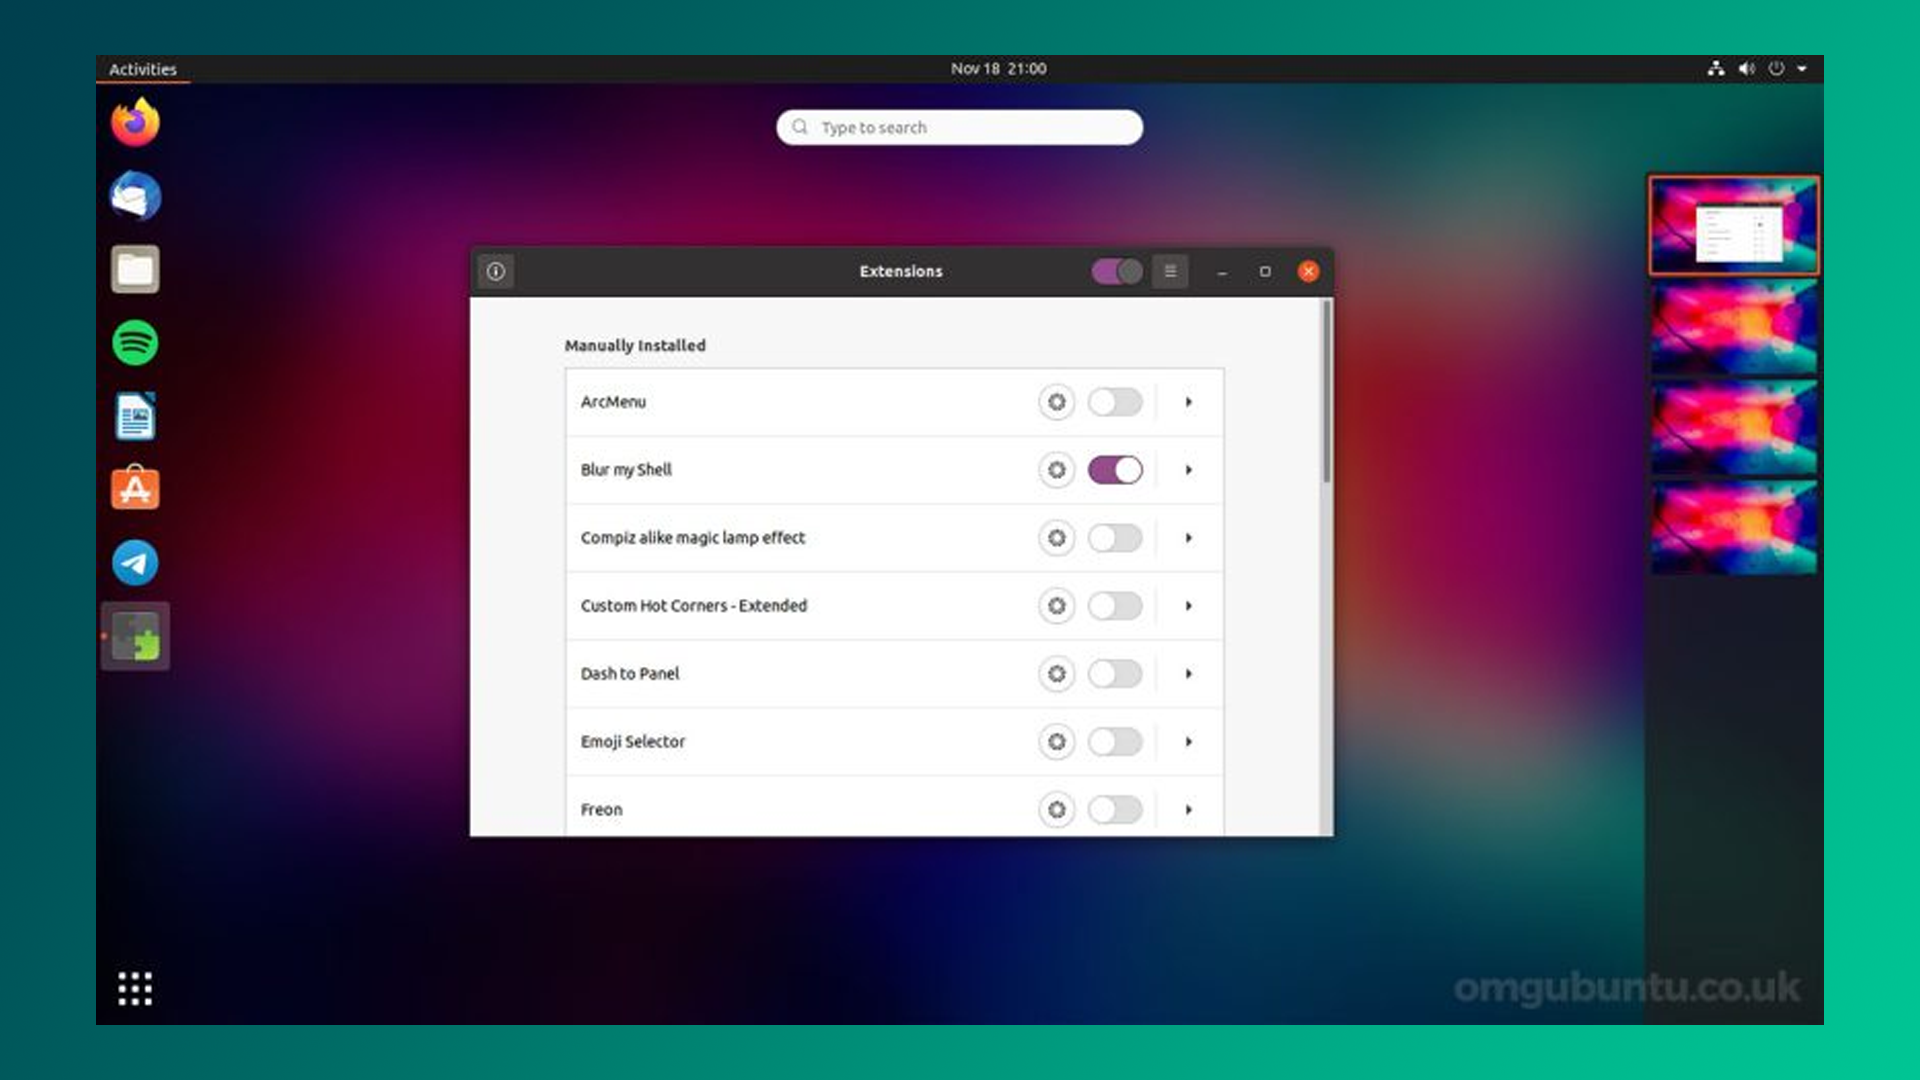 Activities
Nov 18 21:00
Type to search
Extensions
Manually Installed
ArcMenu
Blur my Shell
Compiz alike magic lamp effect
Custom Hot Corners - Extended
Dash to Panel
Emoji Selector
Freon
omgubuntu.co.uk